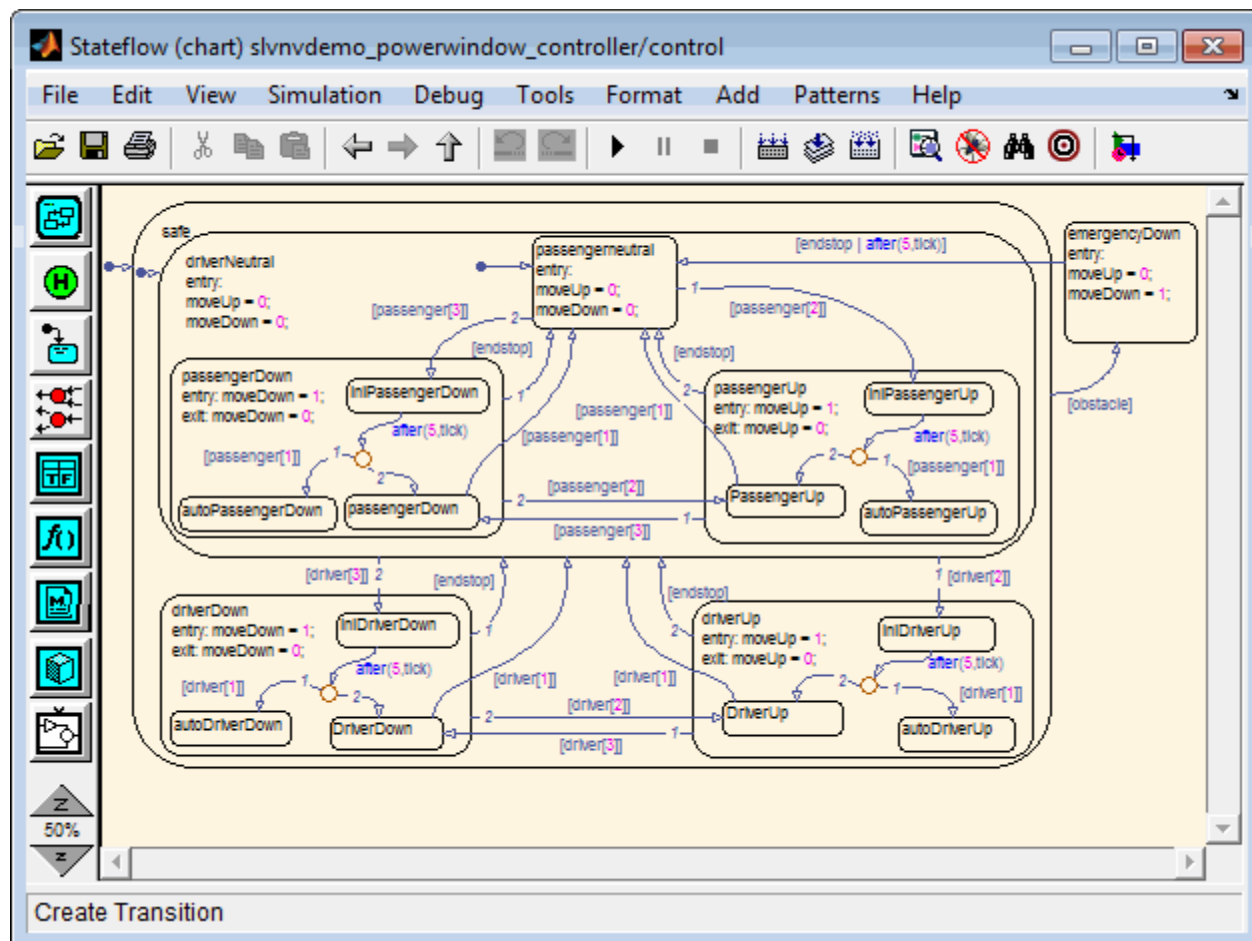 Stateflow (chart) slvnvdemo_powerwindow_controller/control
File Edit View Simulation Debug Tools Format Add Patterns Help
safe
driverNeutral
entry:
moveUp = 0;
moveDown = 0;
passengerneutral
entry:
moveUp = 0;
moveDown = 0;
[endstop | after(5,tick)]
emergencyDown
entry:
moveUp = 0;
moveDown = 1;
[passenger[3]]
2
1
[passenger[2]]
[endstop]
[endstop]
passengerDown
entry: moveDown = 1;
exit: moveDown = 0;
iniPassengerDown
after(5,tick)
[passenger[1]]
1
2
autoPassengerDown
passengerDown
1
[passenger[1]]
[passenger[1]]
2
passengerUp
entry: moveUp = 1;
exit: moveUp = 0;
iniPassengerUp
after(5,tick)
2
1
[passenger[1]]
PassengerUp
autoPassengerUp
[obstacle]
2
[passenger[2]]
1
[passenger[3]]
[driver[3]]
2
[endstop]
[endstop]
1
[driver[2]]
driverDown
entry: moveDown = 1;
exit: moveDown = 0;
iniDriverDown
after(5,tick)
[driver[1]]
1
2
autoDriverDown
DriverDown
1
[driver[1]]
[driver[1]]
2
driverUp
entry: moveUp = 1;
exit: moveUp = 0;
iniDriverUp
after(5,tick)
2
1
[driver[1]]
DriverUp
autoDriverUp
2
[driver[2]]
1
[driver[3]]
H
TF
f()
M
Z
50%
z
Create Transition